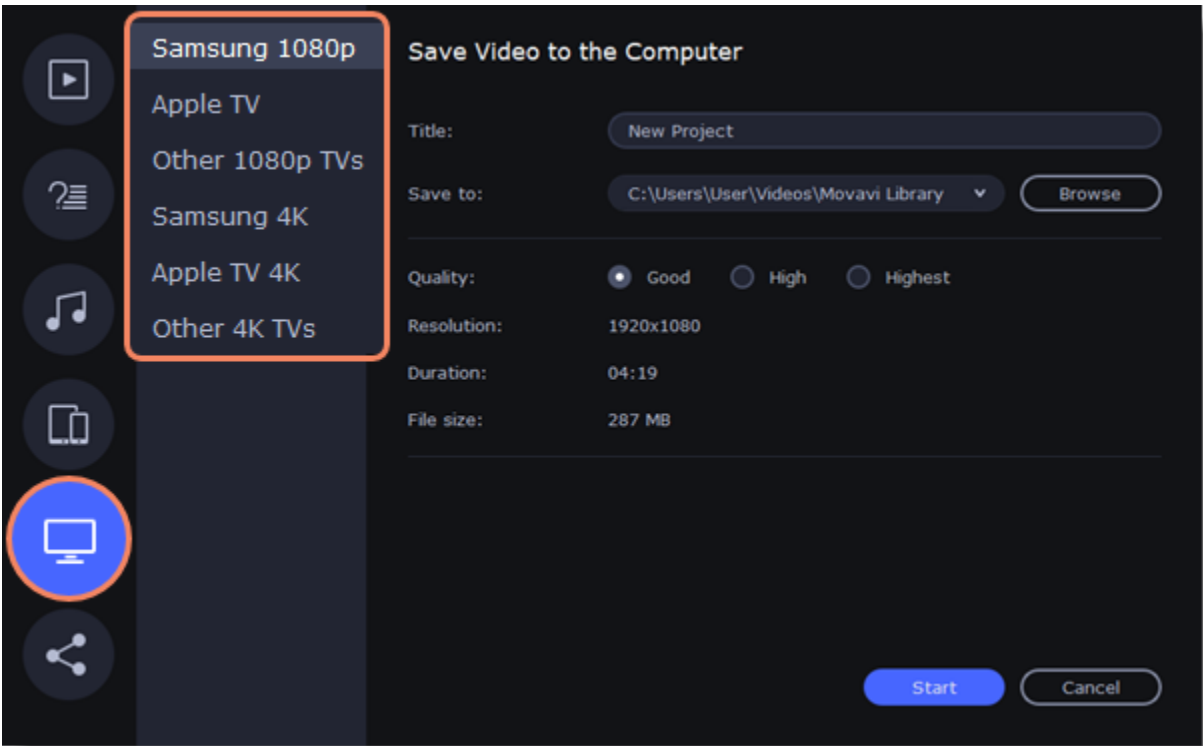 Samsung 1080p
Apple TV
Other 1080p TVs
Samsung 4K
Apple TV 4K
Other 4K TVs
Save Video to the Computer
Title: New Project
Save to: C:\Users\User\Videos\Movavi Library Browse
Quality: Good High Highest
Resolution: 1920x1080
Duration: 04:19
File size: 287 MB
Start Cancel